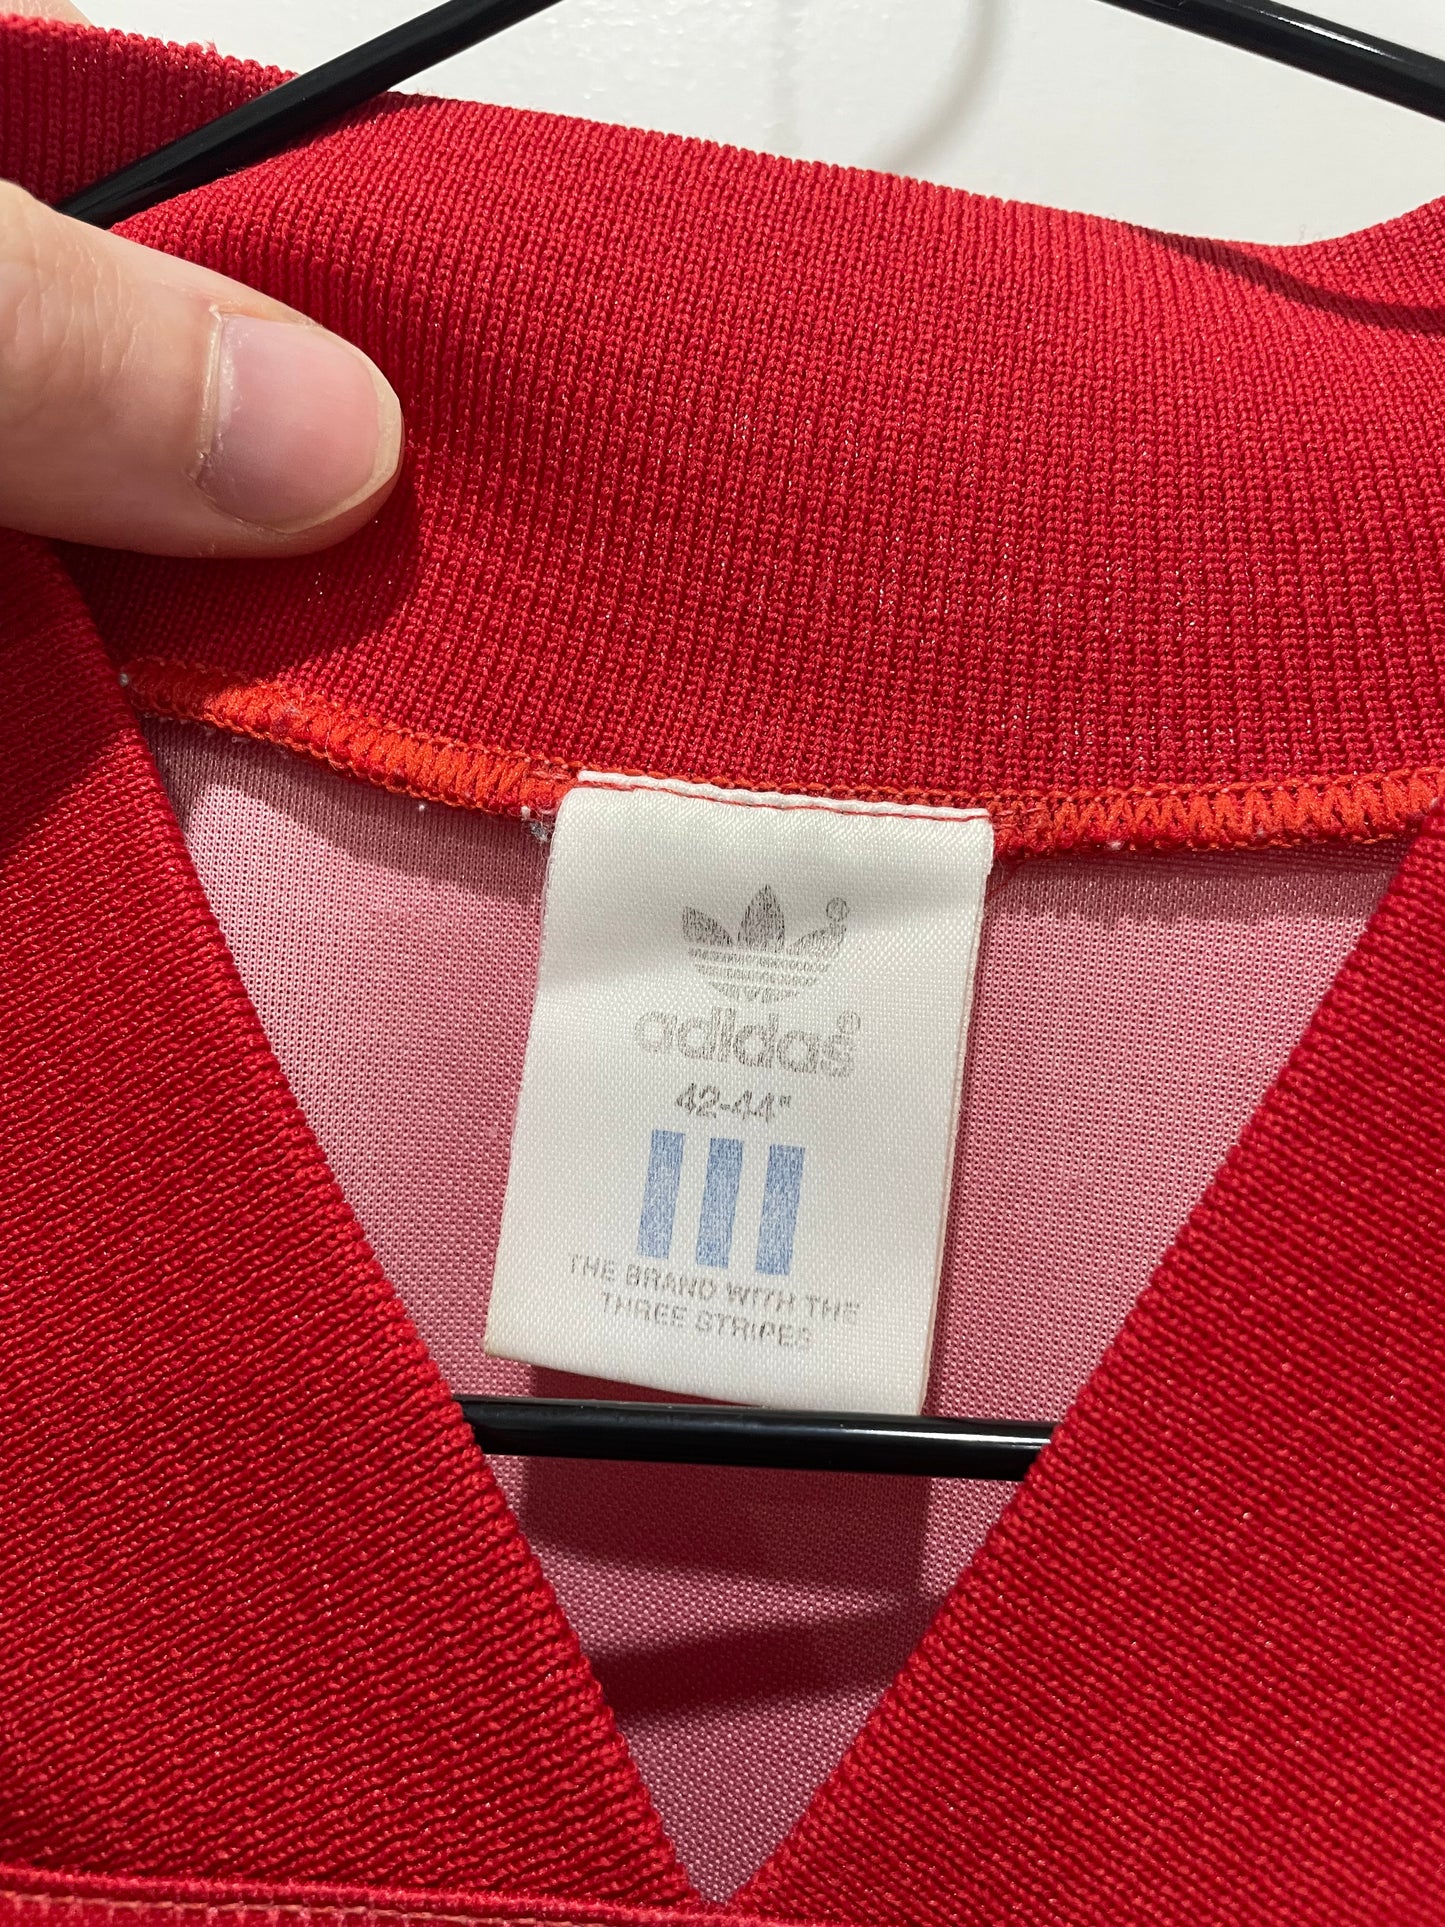 adidas®
42-44"
THE BRAND WITH THE
THREE STRIPES